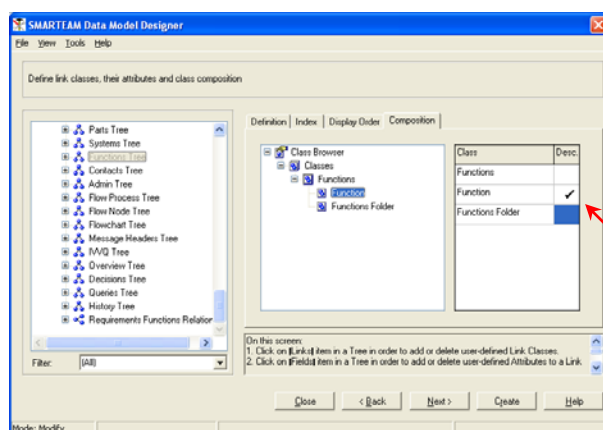 SMARTEAM Data Model Designer
File View Tools Help
Define link classes, their attributes and class composition
Parts Tree
Systems Tree
Functions Tree
Contacts Tree
Admin Tree
Flow Process Tree
Flow Node Tree
Flowchart Tree
Message Headers Tree
IVVQ Tree
Overview Tree
Decisions Tree
Queries Tree
History Tree
Requirements Functions Relation
Filter: (All)
Definition Index Display Order Composition
Class Browser
Classes
Functions
Function
Functions Folder
Class Desc.
Functions
Function ✓
Functions Folder
On this screen:
1. Click on |Links| item in a Tree in order to add or delete user-defined Link Classes.
2. Click on |Fields| item in a Tree in order to add or delete user-defined Attributes to a Link
Close < Back Next > Create Help
Mode: Modify